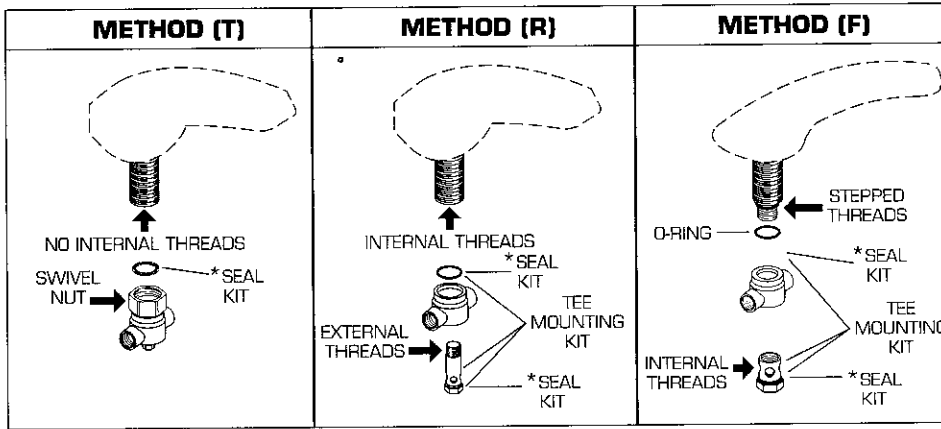 METHOD (T)
NO INTERNAL THREADS
*SEAL
KIT
SWIVEL
NUT
METHOD (R)
INTERNAL THREADS
*SEAL
KIT
TEE
MOUNTING
KIT
EXTERNAL
THREADS
*SEAL
KIT
METHOD (F)
STEPPED
THREADS
O-RING
*SEAL
KIT
TEE
MOUNTING
KIT
INTERNAL
THREADS
*SEAL
KIT